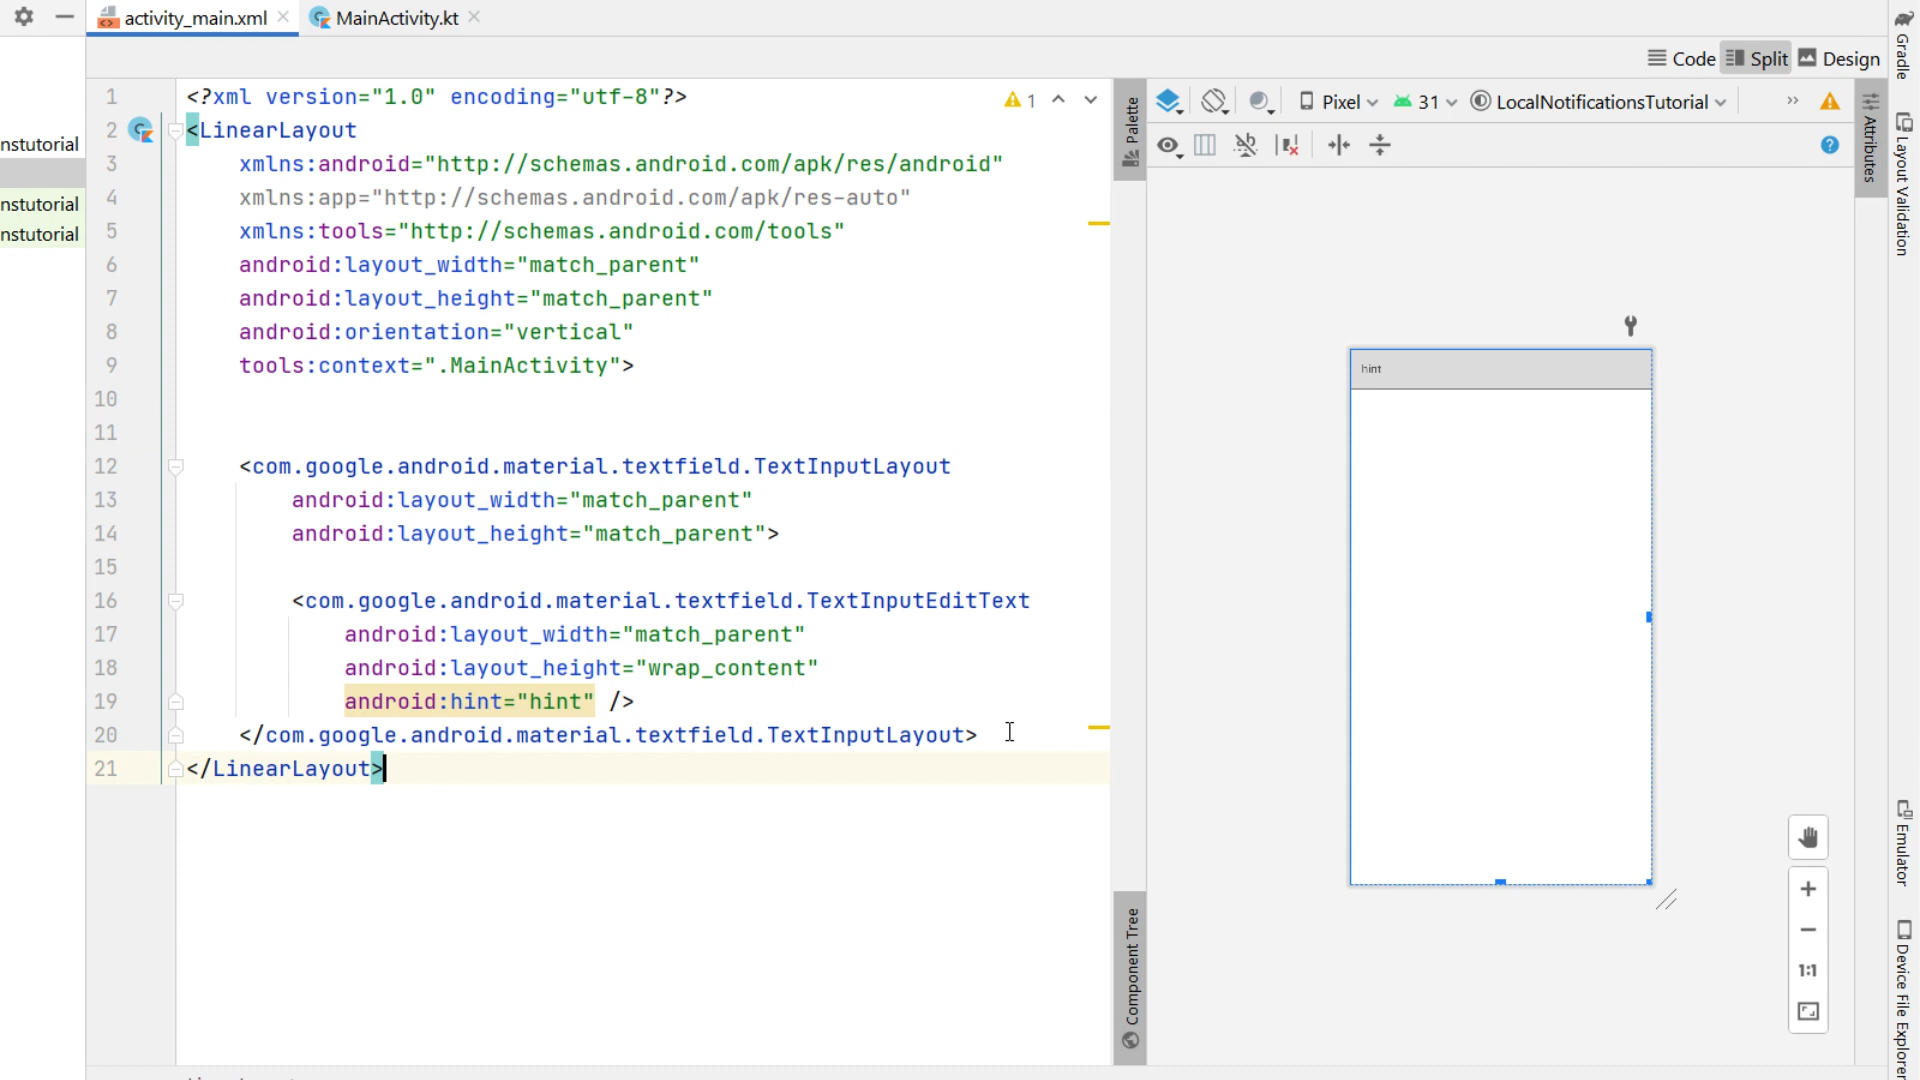 activity_main.xml
MainActivity.kt
Code
Split
Design
nstutorial
nstutorial
nstutorial
1 <?xml version="1.0" encoding="utf-8"?>
2 <LinearLayout
3 xmlns:android="http://schemas.android.com/apk/res/android"
4 xmlns:app="http://schemas.android.com/apk/res-auto"
5 xmlns:tools="http://schemas.android.com/tools"
6 android:layout_width="match_parent"
7 android:layout_height="match_parent"
8 android:orientation="vertical"
9 tools:context=".MainActivity">
10
11
12 <com.google.android.material.textfield.TextInputLayout
13 android:layout_width="match_parent"
14 android:layout_height="match_parent">
15
16 <com.google.android.material.textfield.TextInputEditText
17 android:layout_width="match_parent"
18 android:layout_height="wrap_content"
19 android:hint="hint" />
20 </com.google.android.material.textfield.TextInputLayout>
21 </LinearLayout>
1
Palette
Component Tree
Pixel
31
LocalNotificationsTutorial
hint
1:1
Attributes
Gradle
Layout Validation
Emulator
Device File Explorer